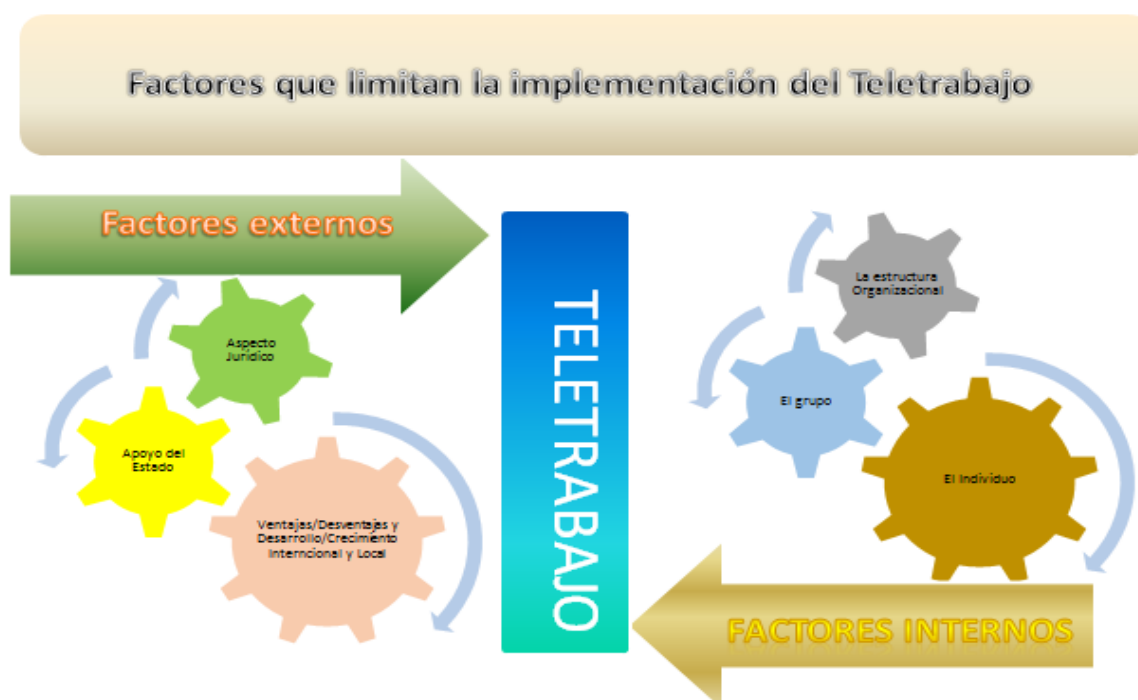 Factores que limitan la implementación del Teletrabajo
Factores externos
Aspecto
Jurídico
Apoyo del
Estado
Ventajas/Desventajas y
Desarrollo/Crecimiento
Interncional y Local
TELETRABAJO
La estructura
Organizacional
El grupo
El Individuo
FACTORES INTERNOS